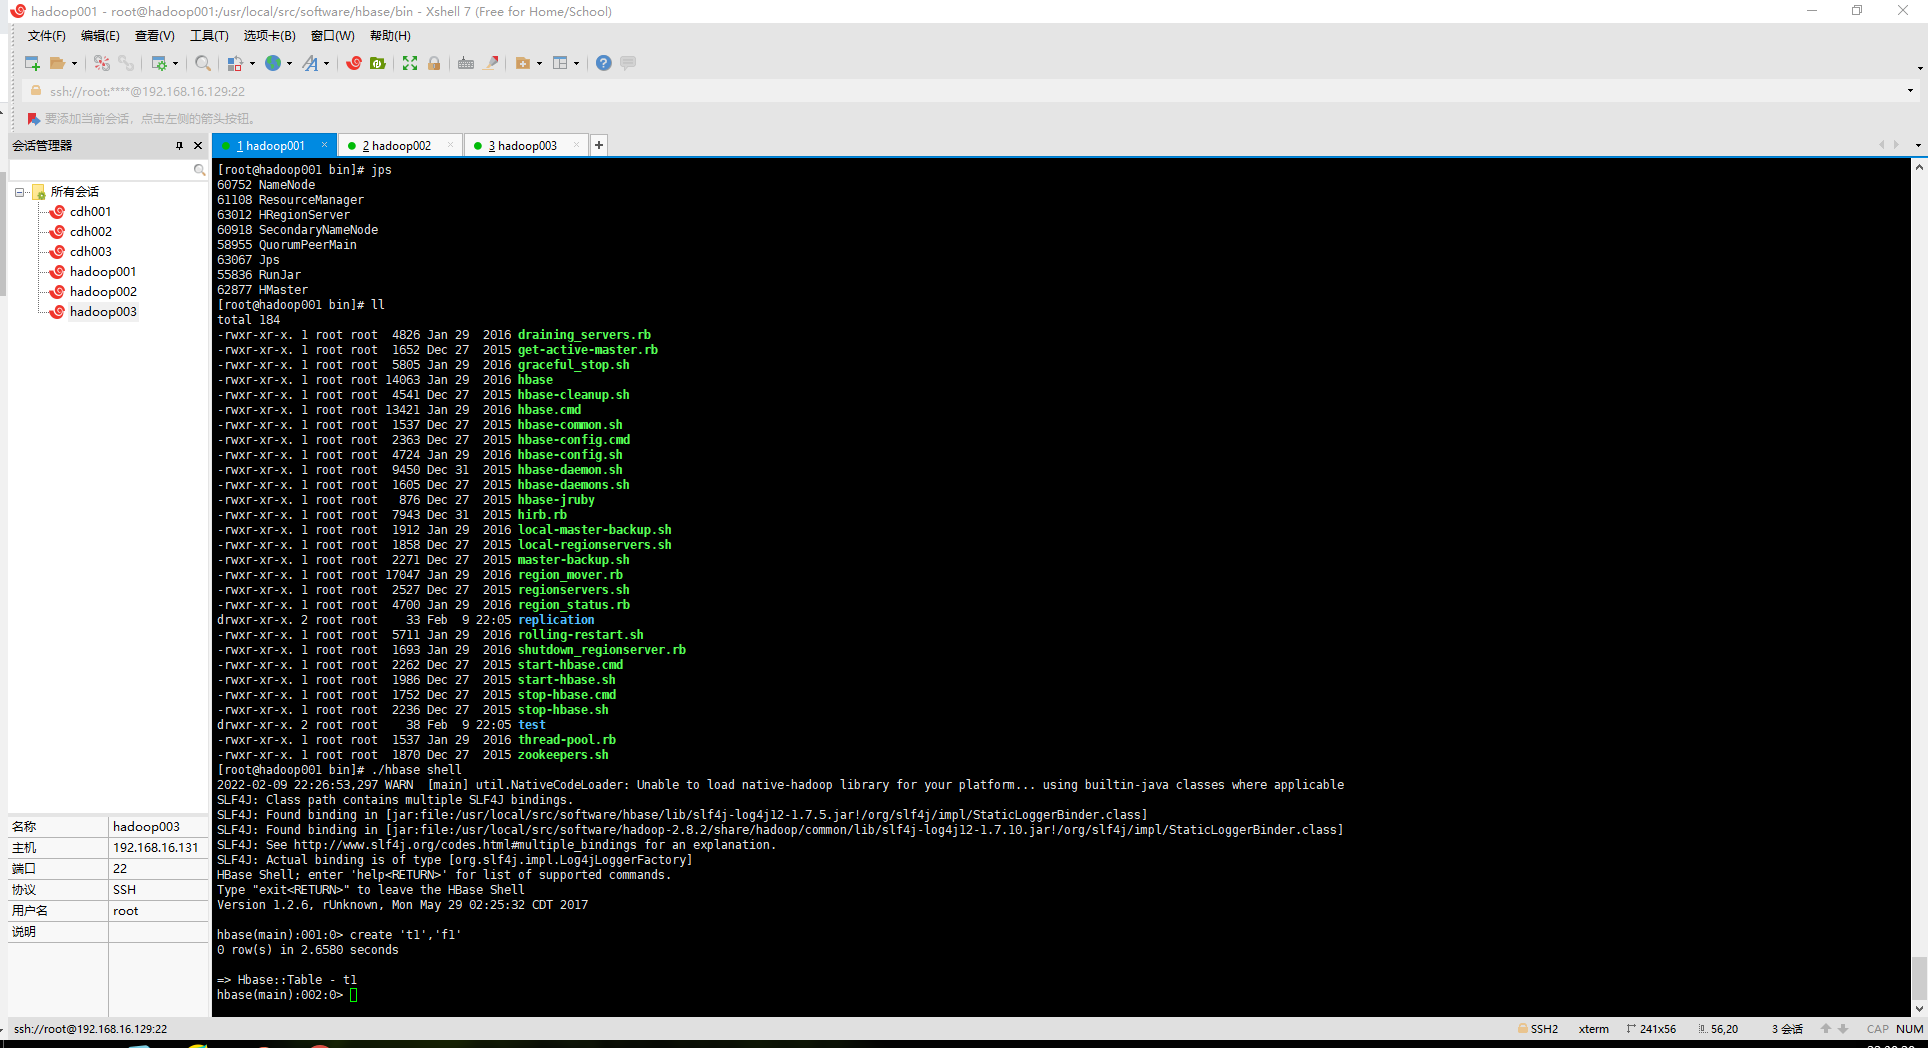 hadoop001 - root@hadoop001:/usr/local/src/software/hbase/bin - Xshell 7 (Free for Home/School)
文件(F) 编辑(E) 查看(V) 工具(T) 选项卡(B) 窗口(W) 帮助(H)
ssh://root:****@192.168.16.129:22
要添加当前会话，点击左侧的箭头按钮。
会话管理器
所有会话
cdh001
cdh002
cdh003
hadoop001
hadoop002
hadoop003
名称 hadoop003
主机 192.168.16.131
端口 22
协议 SSH
用户名 root
说明
1 hadoop001 2 hadoop002 3 hadoop003 +
[root@hadoop001 bin]# jps
60752 NameNode
61108 ResourceManager
63012 HRegionServer
60918 SecondaryNameNode
58955 QuorumPeerMain
63067 Jps
55836 RunJar
62877 HMaster
[root@hadoop001 bin]# ll
total 184
-rwxr-xr-x. 1 root root  4826 Jan 29  2016 draining_servers.rb
-rwxr-xr-x. 1 root root  1652 Dec 27  2015 get-active-master.rb
-rwxr-xr-x. 1 root root  5805 Jan 29  2016 graceful_stop.sh
-rwxr-xr-x. 1 root root 14063 Jan 29  2016 hbase
-rwxr-xr-x. 1 root root  4541 Dec 27  2015 hbase-cleanup.sh
-rwxr-xr-x. 1 root root 13421 Jan 29  2016 hbase.cmd
-rwxr-xr-x. 1 root root  1537 Dec 27  2015 hbase-common.sh
-rwxr-xr-x. 1 root root  2363 Dec 27  2015 hbase-config.cmd
-rwxr-xr-x. 1 root root  4724 Jan 29  2016 hbase-config.sh
-rwxr-xr-x. 1 root root  9450 Dec 31  2015 hbase-daemon.sh
-rwxr-xr-x. 1 root root  1605 Dec 27  2015 hbase-daemons.sh
-rwxr-xr-x. 1 root root   876 Dec 27  2015 hbase-jruby
-rwxr-xr-x. 1 root root  7943 Dec 31  2015 hirb.rb
-rwxr-xr-x. 1 root root  1912 Jan 29  2016 local-master-backup.sh
-rwxr-xr-x. 1 root root  1858 Dec 27  2015 local-regionservers.sh
-rwxr-xr-x. 1 root root  2271 Dec 27  2015 master-backup.sh
-rwxr-xr-x. 1 root root 17047 Jan 29  2016 region_mover.rb
-rwxr-xr-x. 1 root root  2527 Dec 27  2015 regionservers.sh
-rwxr-xr-x. 1 root root  4700 Jan 29  2016 region_status.rb
drwxr-xr-x. 2 root root    33 Feb  9 22:05 replication
-rwxr-xr-x. 1 root root  5711 Jan 29  2016 rolling-restart.sh
-rwxr-xr-x. 1 root root  1693 Jan 29  2016 shutdown_regionserver.rb
-rwxr-xr-x. 1 root root  2262 Dec 27  2015 start-hbase.cmd
-rwxr-xr-x. 1 root root  1986 Dec 27  2015 start-hbase.sh
-rwxr-xr-x. 1 root root  1752 Dec 27  2015 stop-hbase.cmd
-rwxr-xr-x. 1 root root  2236 Dec 27  2015 stop-hbase.sh
drwxr-xr-x. 2 root root    38 Feb  9 22:05 test
-rwxr-xr-x. 1 root root  1537 Jan 29  2016 thread-pool.rb
-rwxr-xr-x. 1 root root  1870 Dec 27  2015 zookeepers.sh
[root@hadoop001 bin]# ./hbase shell
2022-02-09 22:26:53,297 WARN  [main] util.NativeCodeLoader: Unable to load native-hadoop library for your platform... using builtin-java classes where applicable
SLF4J: Class path contains multiple SLF4J bindings.
SLF4J: Found binding in [jar:file:/usr/local/src/software/hbase/lib/slf4j-log4j12-1.7.5.jar!/org/slf4j/impl/StaticLoggerBinder.class]
SLF4J: Found binding in [jar:file:/usr/local/src/software/hadoop-2.8.2/share/hadoop/common/lib/slf4j-log4j12-1.7.10.jar!/org/slf4j/impl/StaticLoggerBinder.class]
SLF4J: See http://www.slf4j.org/codes.html#multiple_bindings for an explanation.
SLF4J: Actual binding is of type [org.slf4j.impl.Log4jLoggerFactory]
HBase Shell; enter 'help<RETURN>' for list of supported commands.
Type "exit<RETURN>" to leave the HBase Shell
Version 1.2.6, rUnknown, Mon May 29 02:25:32 CDT 2017
hbase(main):001:0> create 't1','f1'
0 row(s) in 2.6580 seconds
=> Hbase::Table - t1
hbase(main):002:0>
ssh://root@192.168.16.129:22 SSH2 xterm 241x56 56,20 3 会话 CAP NUM